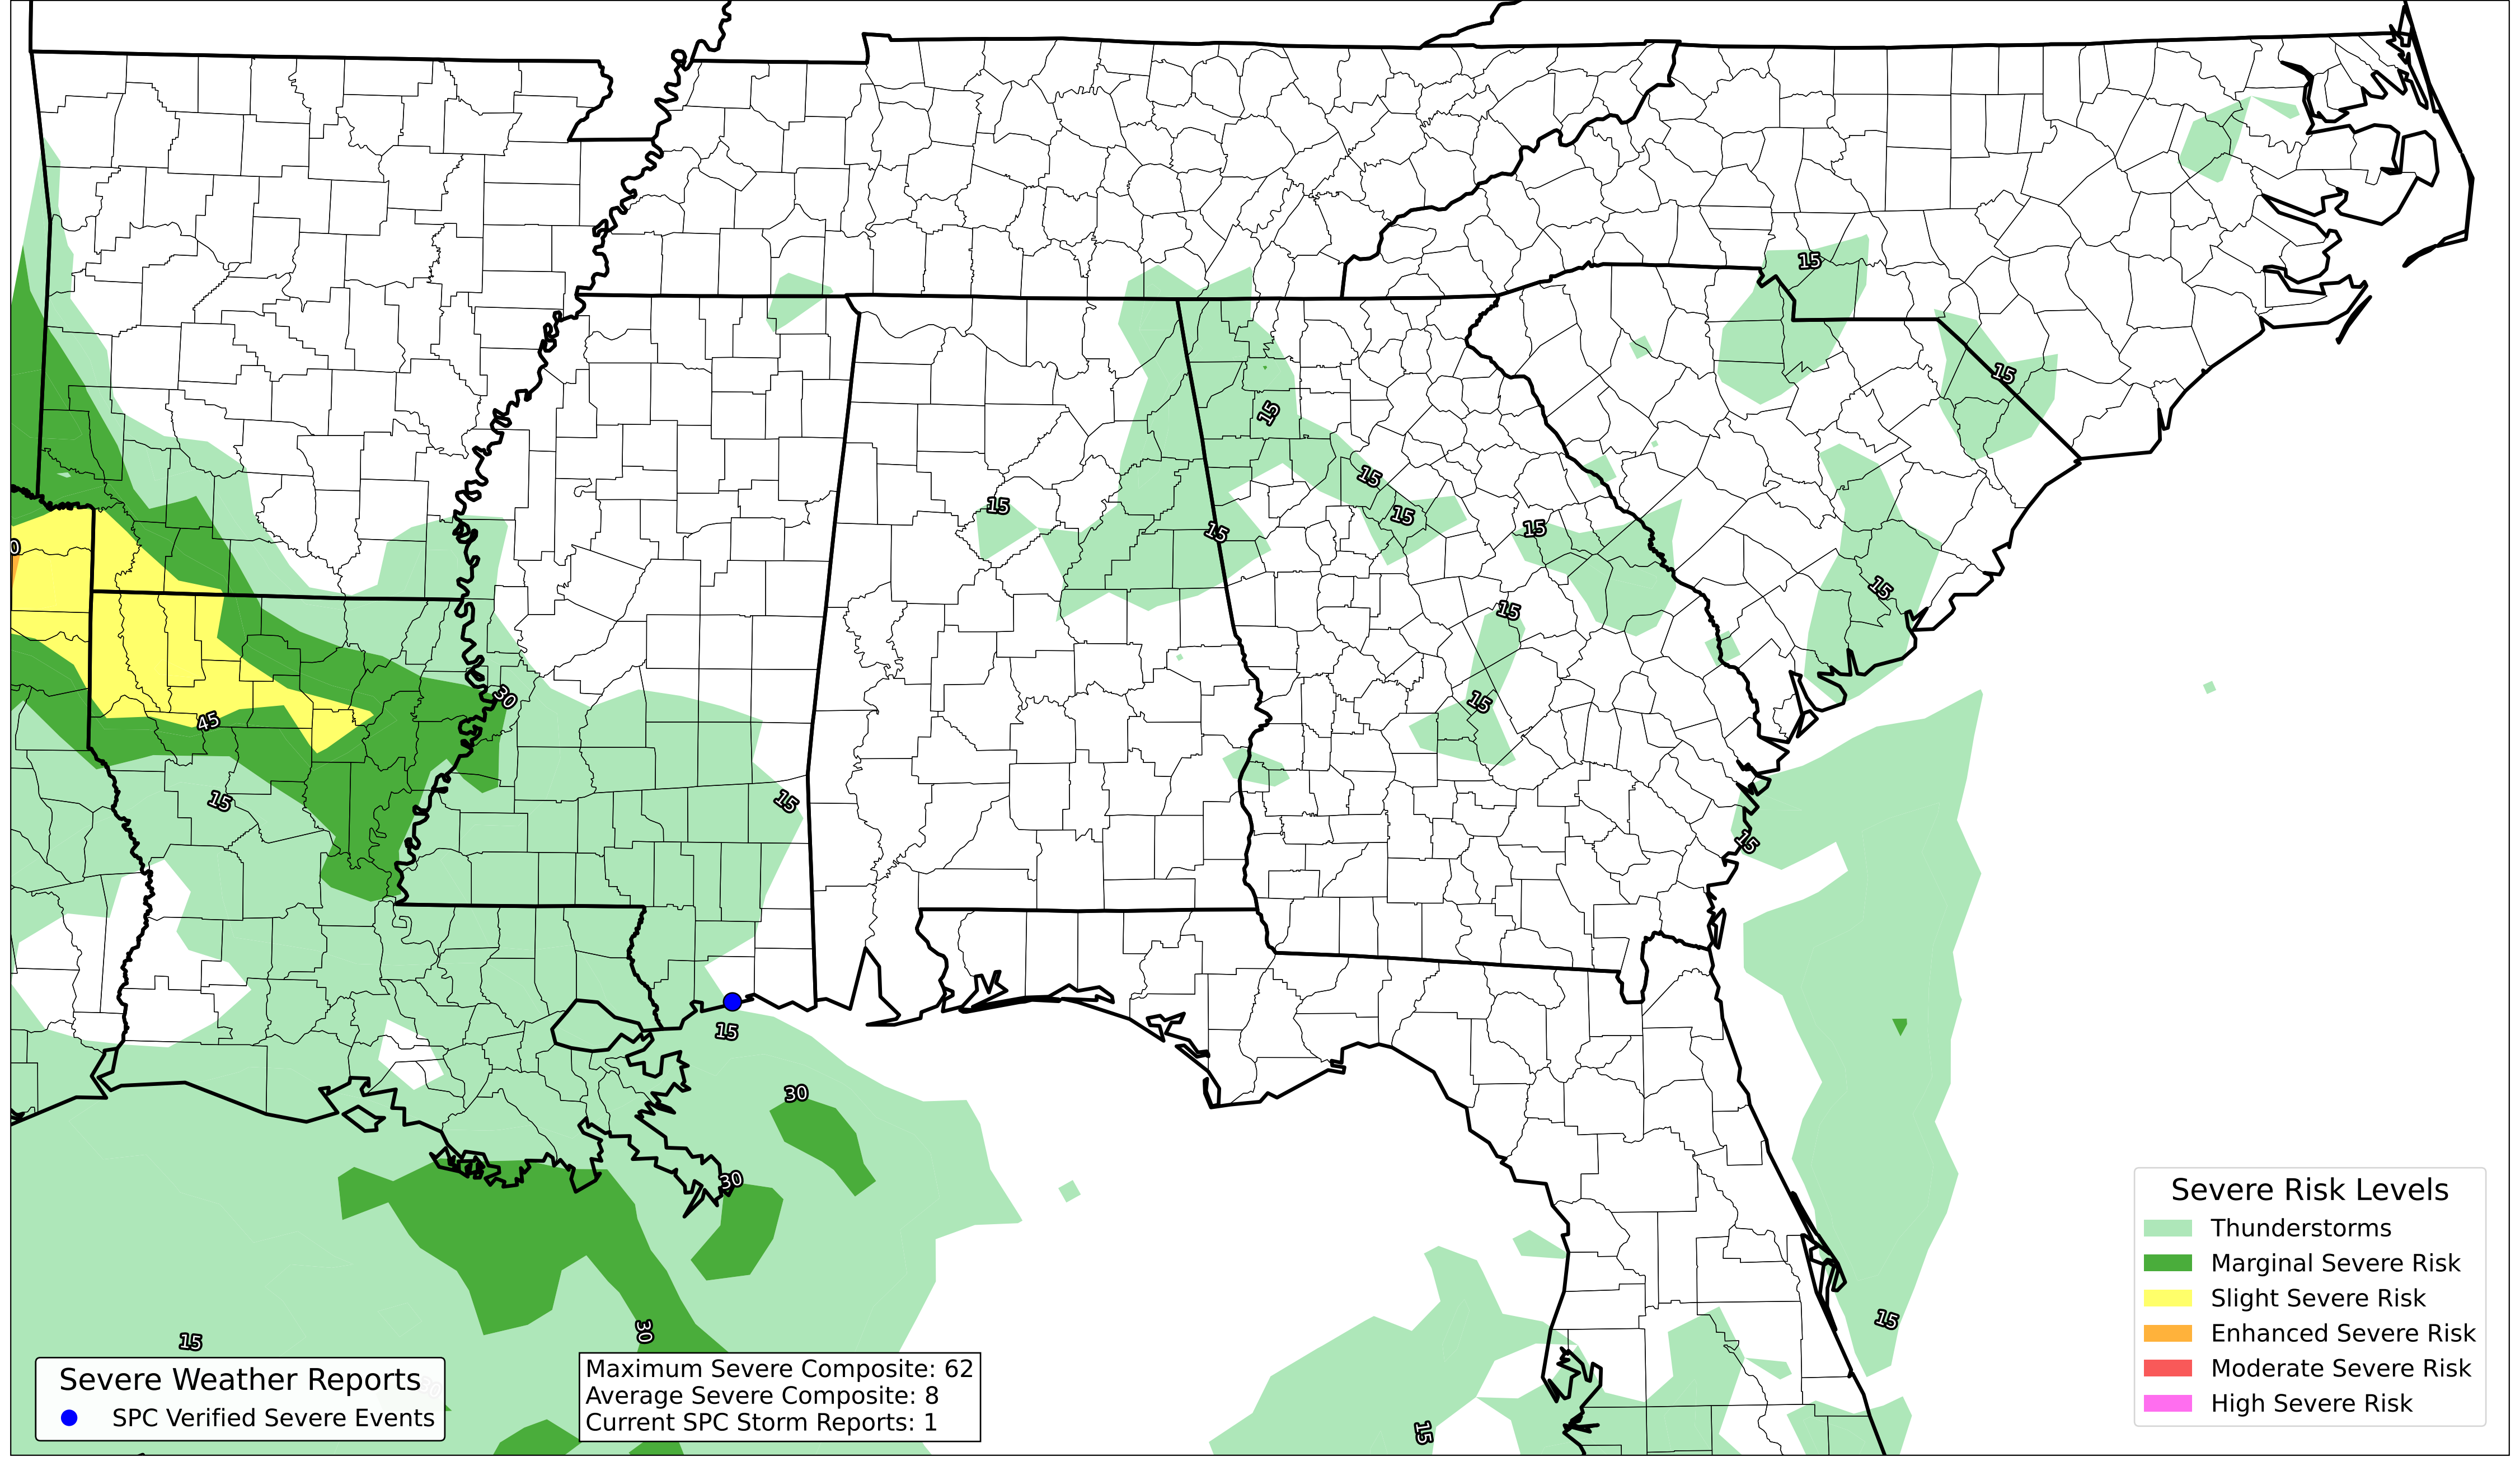 15
15
15
15
15
15
15
15
0
15
15
30
15
45
15
15
15
15
30
30
15
30
15
15
Severe Weather Reports
SPC Verified Severe Events
Maximum Severe Composite: 62
Average Severe Composite: 8
Current SPC Storm Reports: 1
Severe Risk Levels
Thunderstorms
Marginal Severe Risk
Slight Severe Risk
Enhanced Severe Risk
Moderate Severe Risk
High Severe Risk